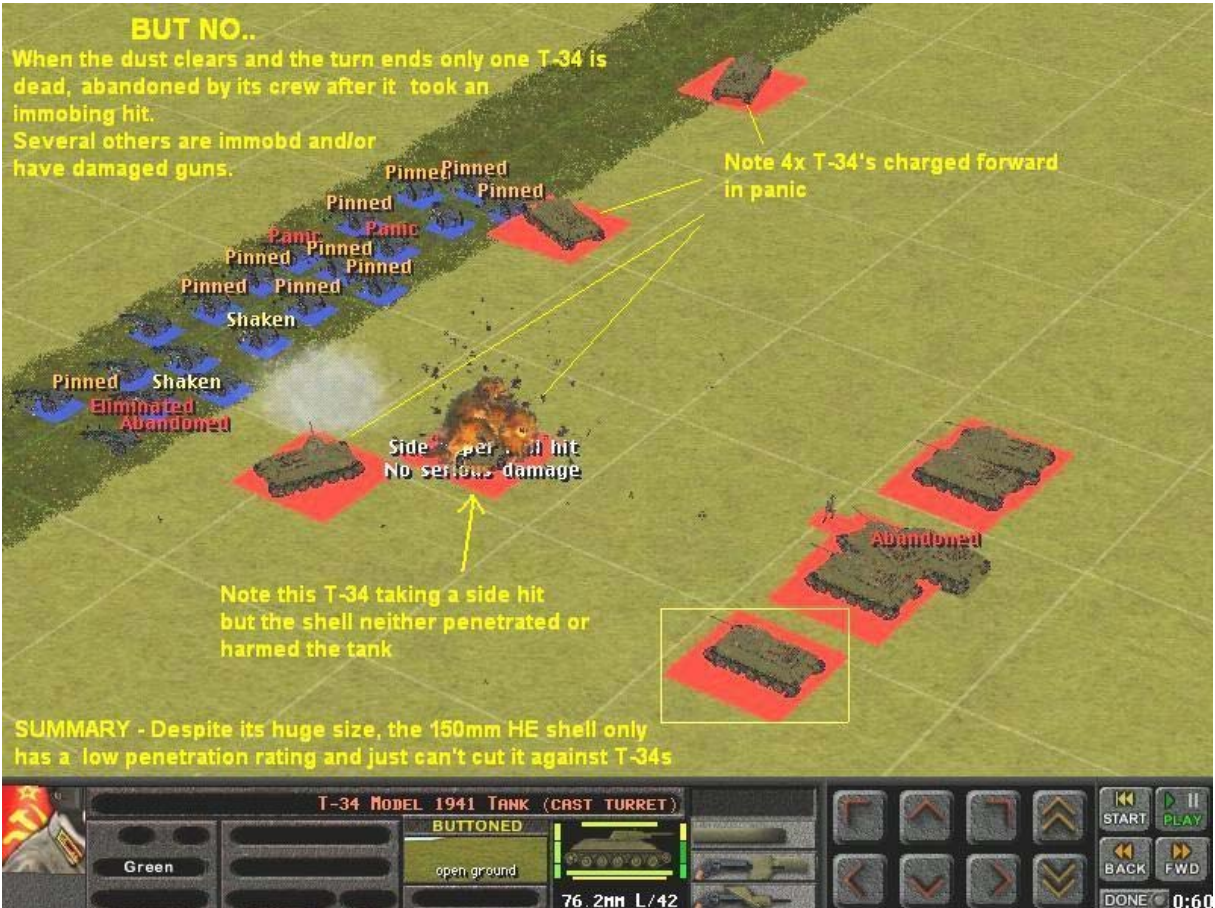 BUT NO..
When the dust clears and the turn ends only one T-34 is
dead, abandoned by its crew after it took an
immobing hit.
Several others are immobd and/or
have damaged guns.
Note 4x T-34's charged forward
in panic
Pinned
Pinned
Pinned
Pinned
Panic
Panic
Pinned
Pinned
Pinned
Pinned
Pinned
Shaken
Pinned
Shaken
Eliminated
Abandoned
Side hit
No serious damage
Abandoned
Note this T-34 taking a side hit
but the shell neither penetrated or
harmed the tank
SUMMARY - Despite its huge size, the 150mm HE shell only
has a low penetration rating and just can't cut it against T-34s
T-34 Model 1941 Tank (cast turret)
BUTTONED
Green
open ground
76.2mm L/42
START
PLAY
BACK
FWD
DONE
0:60